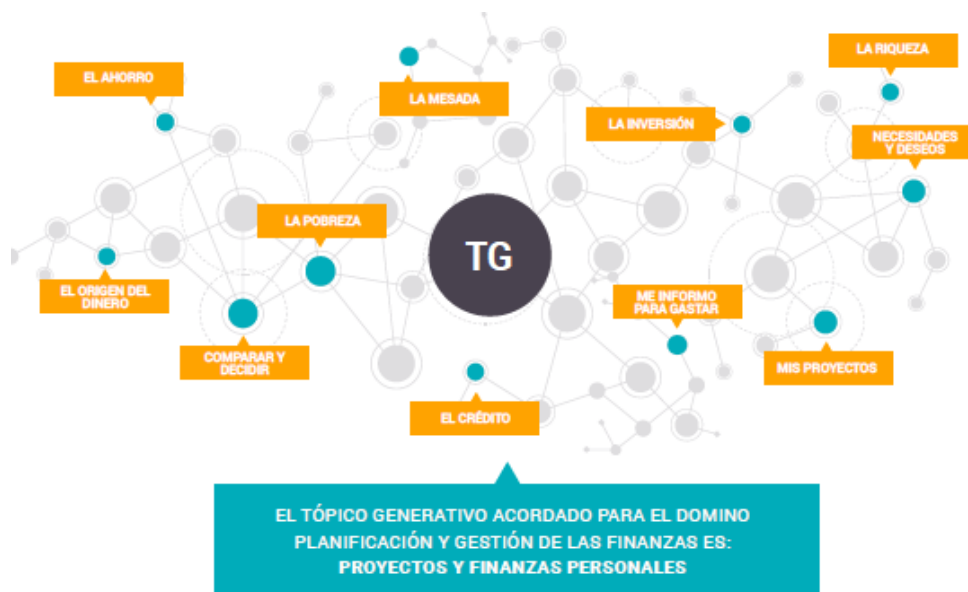 EL AHORRO
LA MESADA
LA INVERSIÓN
LA RIQUEZA
NECESIDADES
Y DESEOS
LA POBREZA
TG
EL ORIGEN DEL
DINERO
COMPARAR Y
DECIDIR
ME INFORMO
PARA GASTAR
MIS PROYECTOS
EL CRÉDITO
EL TÓPICO GENERATIVO ACORDADO PARA EL DOMINO
PLANIFICACIÓN Y GESTIÓN DE LAS FINANZAS ES:
PROYECTOS Y FINANZAS PERSONALES